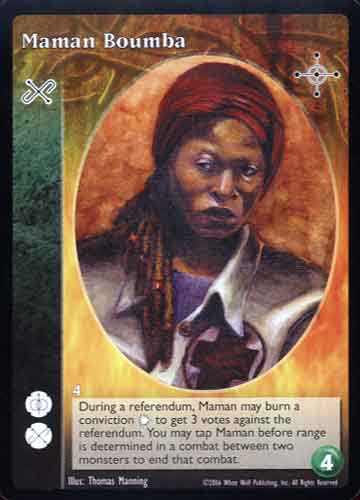 Maman Boumba
4
During a referendum, Maman may burn a
conviction to get 3 votes against the
referendum. You may tap Maman before range
is determined in a combat between two
monsters to end that combat.
4
Illus: Thomas Manning
©2006 White Wolf Publishing, Inc. All Rights Reserved